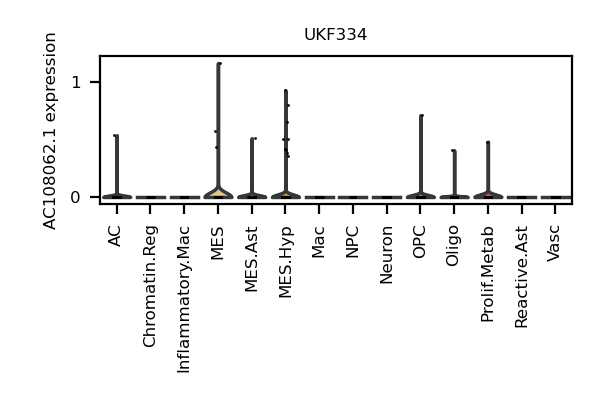 UKF334
AC108062.1 expression
1
0
AC
Chromatin.Reg
Inflammatory.Mac
MES
MES.Ast
MES.Hyp
Mac
NPC
Neuron
OPC
Oligo
Prolif.Metab
Reactive.Ast
Vasc